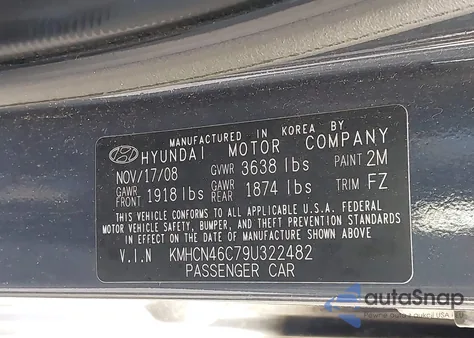 MANUFACTURED IN KOREA BY
HYUNDAI MOTOR COMPANY
NOV/17/08 GVWR 3638 lbs PAINT 2M
GAWR FRONT 1918 lbs GAWR REAR 1874 lbs TRIM FZ
THIS VEHICLE CONFORMS TO ALL APPLICABLE U.S.A. FEDERAL
MOTOR VEHICLE SAFETY, BUMPER, AND THEFT PREVENTION STANDARDS
IN EFFECT ON THE DATE OF MANUFACTURE SHOWN ABOVE
V.I.N KMHCN46C79U322482
PASSENGER CAR
autoSnap